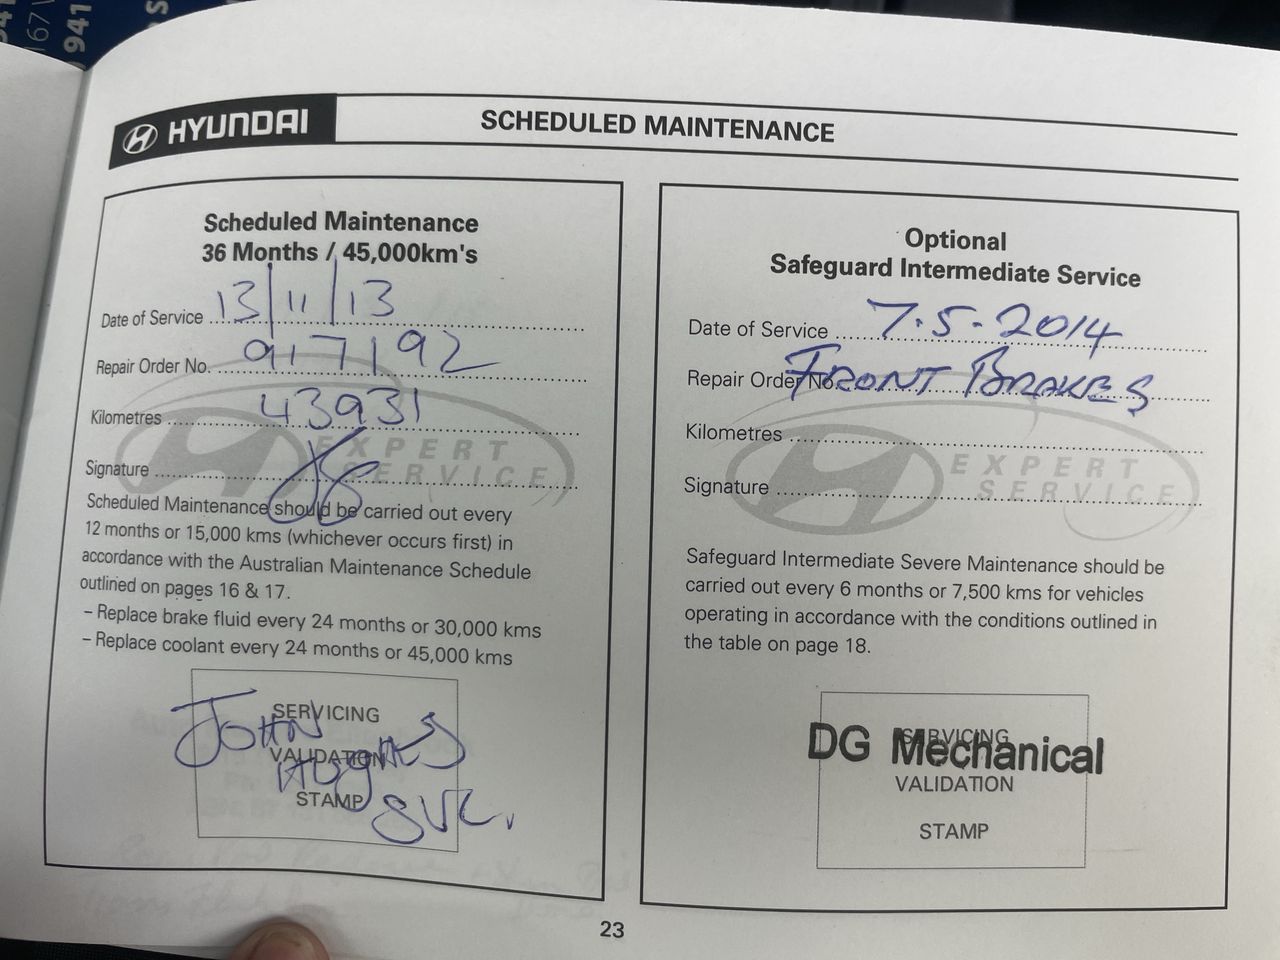 167
941
HYUNDAI
SCHEDULED MAINTENANCE
Scheduled Maintenance
36 Months / 45,000km's
Date of Service 13/11/13
Repair Order No. 917192
Kilometres 43931
EXPERT
SERVICE
Signature
Scheduled Maintenance should be carried out every
12 months or 15,000 kms (whichever occurs first) in
accordance with the Australian Maintenance Schedule
outlined on pages 16 & 17.
– Replace brake fluid every 24 months or 30,000 kms
– Replace coolant every 24 months or 45,000 kms
SERVICING
VALIDATION
STAMP
JOHN
HUGHES
SVC.
Optional
Safeguard Intermediate Service
Date of Service 7.5.2014
Repair Order No. FRONT BRAKES
Kilometres
EXPERT
SERVICE
Signature
Safeguard Intermediate Severe Maintenance should be
carried out every 6 months or 7,500 kms for vehicles
operating in accordance with the conditions outlined in
the table on page 18.
SERVICING
DG Mechanical
VALIDATION
STAMP
23